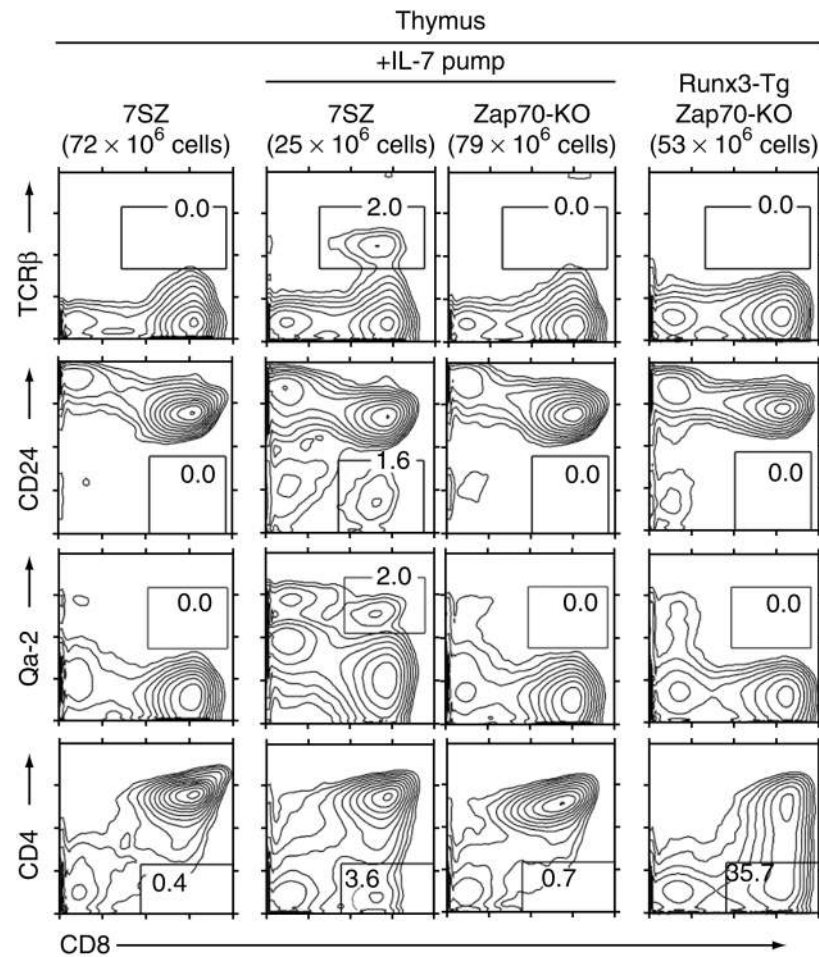 Thymus
+IL-7 pump
7SZ
(72 × 10⁶ cells)
7SZ
(25 × 10⁶ cells)
Zap70-KO
(79 × 10⁶ cells)
Runx3-Tg
Zap70-KO
(53 × 10⁶ cells)
TCRβ
0.0
2.0
0.0
0.0
CD24
0.0
1.6
0.0
0.0
Qa-2
0.0
2.0
0.0
0.0
CD4
0.4
3.6
0.7
35.7
CD8